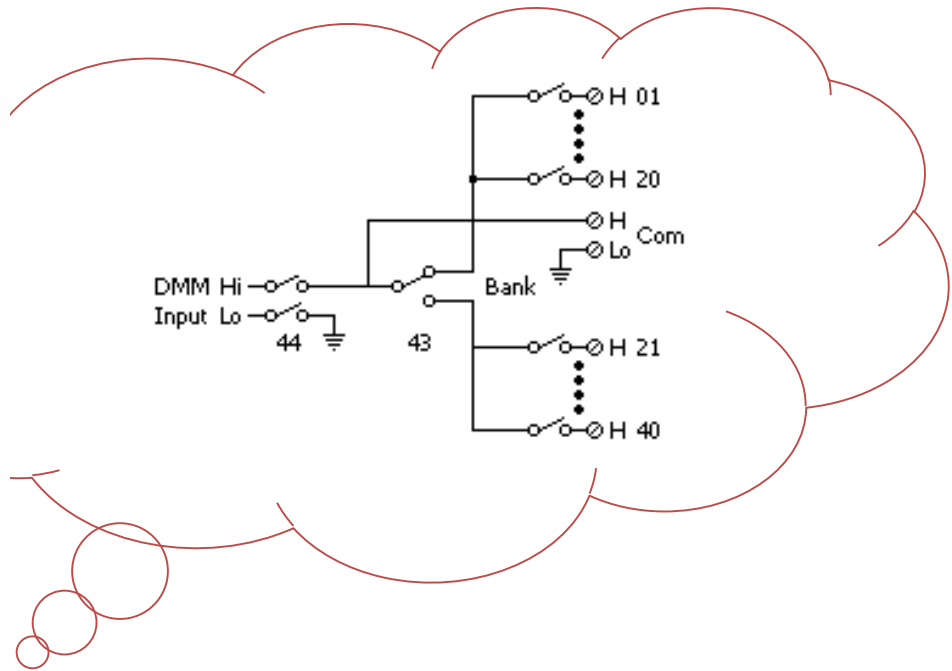 H 01
H 20
H
Com
Lo
DMM Hi
Bank
Input Lo
44
43
H 21
H 40